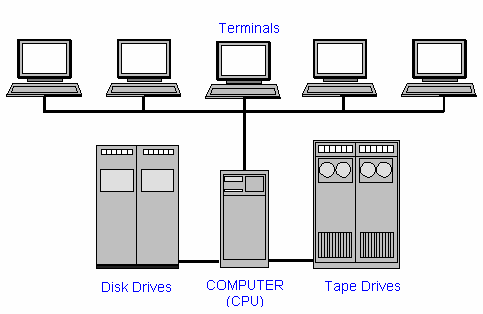 Terminals
Disk Drives
COMPUTER
(CPU)
Tape Drives